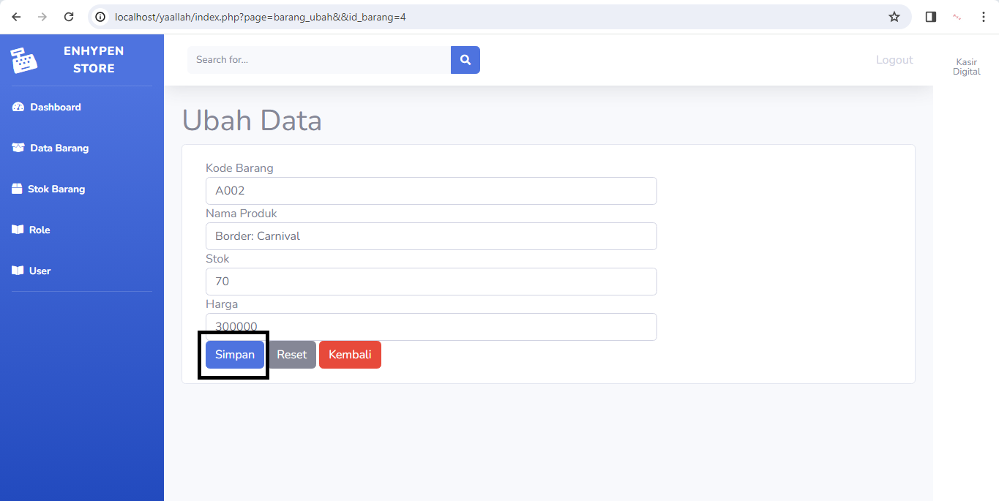 localhost/yaallah/index.php?page=barang_ubah&&id_barang=4
ENHYPEN
STORE
Search for...
Logout
Kasir
Digital
Dashboard
Data Barang
Stok Barang
Role
User
Ubah Data
Kode Barang
A002
Nama Produk
Border: Carnival
Stok
70
Harga
300000
Simpan Reset Kembali